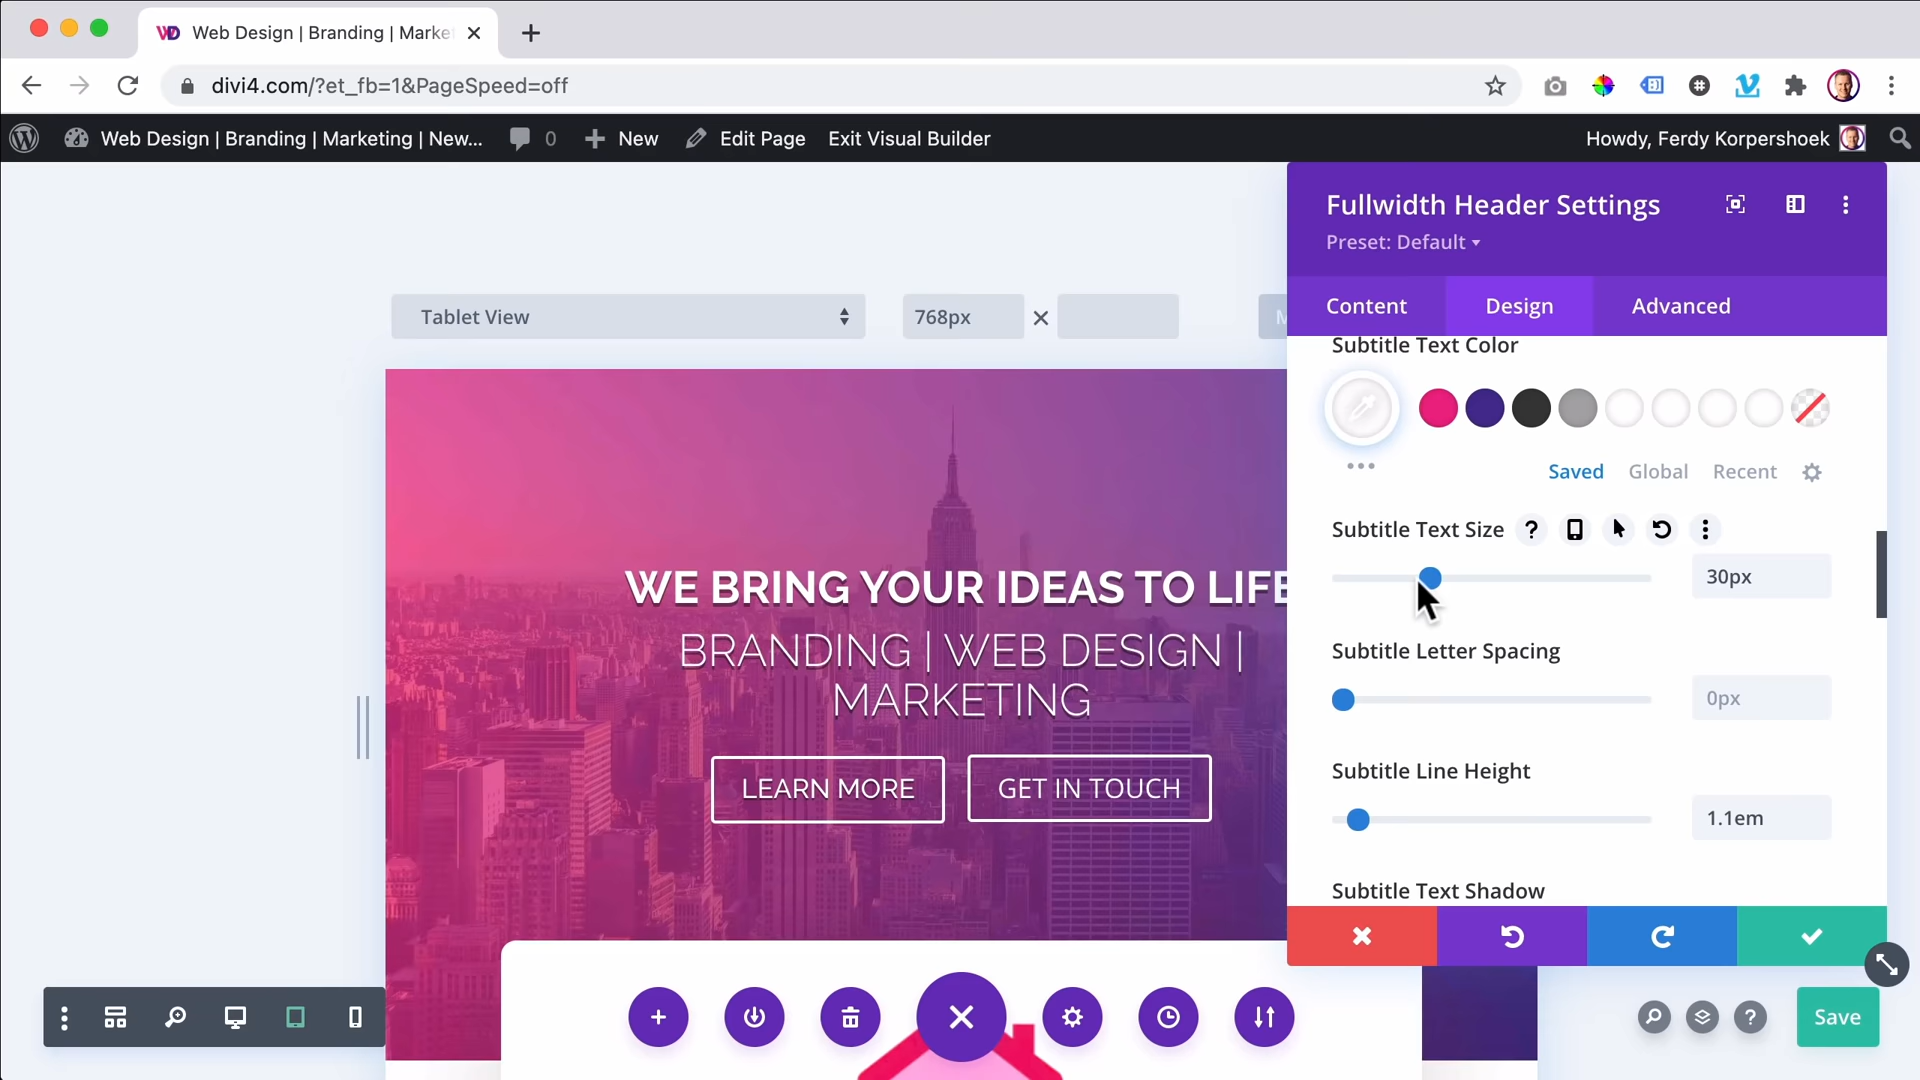 Web Design | Branding | Marke
divi4.com/?et_fb=1&PageSpeed=off
Web Design | Branding | Marketing | New...
0
New
Edit Page
Exit Visual Builder
Howdy, Ferdy Korpershoek
Tablet View
768px
Fullwidth Header Settings
Preset: Default
Content
Design
Advanced
Subtitle Text Color
Saved
Global
Recent
Subtitle Text Size
30px
Subtitle Letter Spacing
0px
Subtitle Line Height
1.1em
Subtitle Text Shadow
WE BRING YOUR IDEAS TO LIFE
BRANDING | WEB DESIGN |
MARKETING
LEARN MORE
GET IN TOUCH
Save